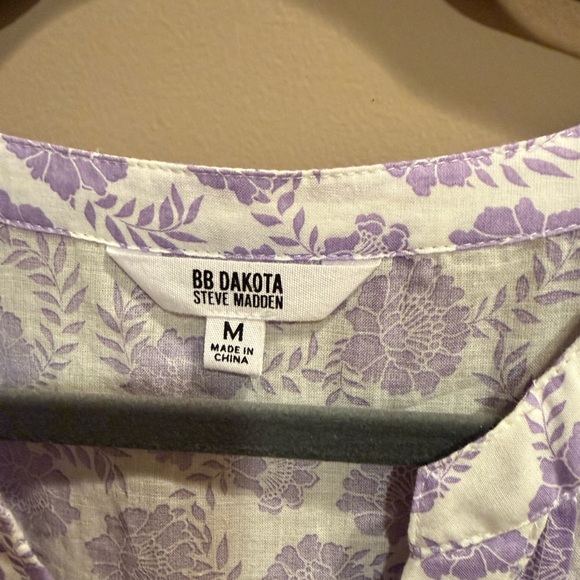 BB DAKOTA
STEVE MADDEN
M
MADE IN
CHINA